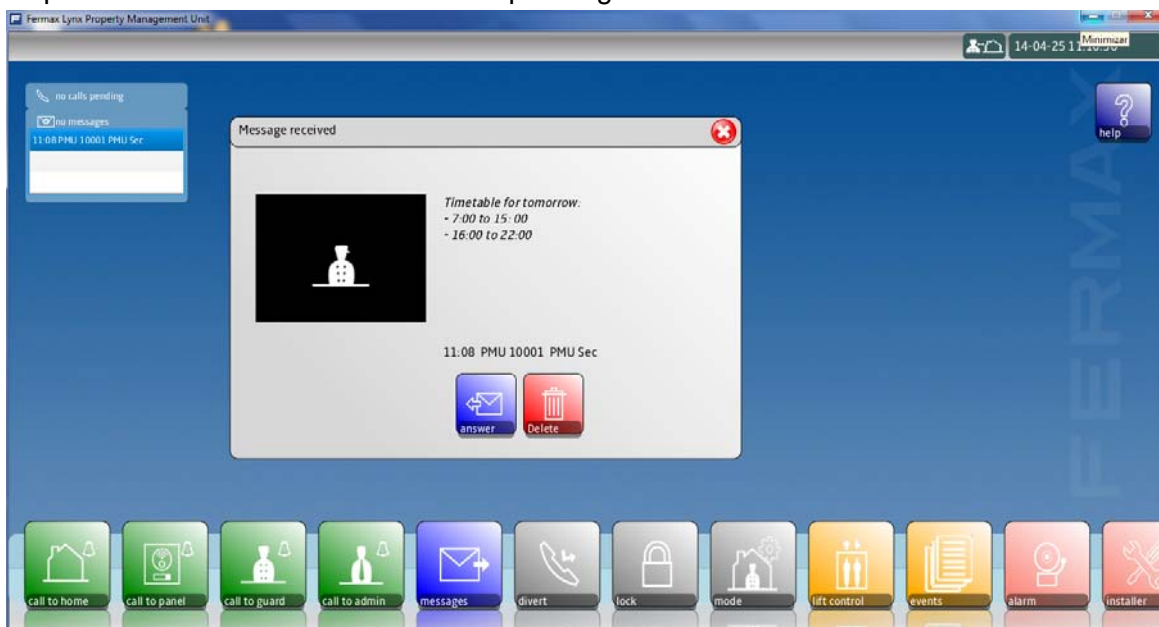 Fermax Lynx Property Management Unit
Minimizar
14-04-25
no calls pending
no messages
11:08 PMU 10001 PMU Sec
help
Message received
Timetable for tomorrow:
- 7:00 to 15:00
- 16:00 to 22:00
11:08 PMU 10001 PMU Sec
answer
Delete
FERMAX
call to home
call to panel
call to guard
call to admin
messages
divert
lock
mode
lift control
events
alarm
installer